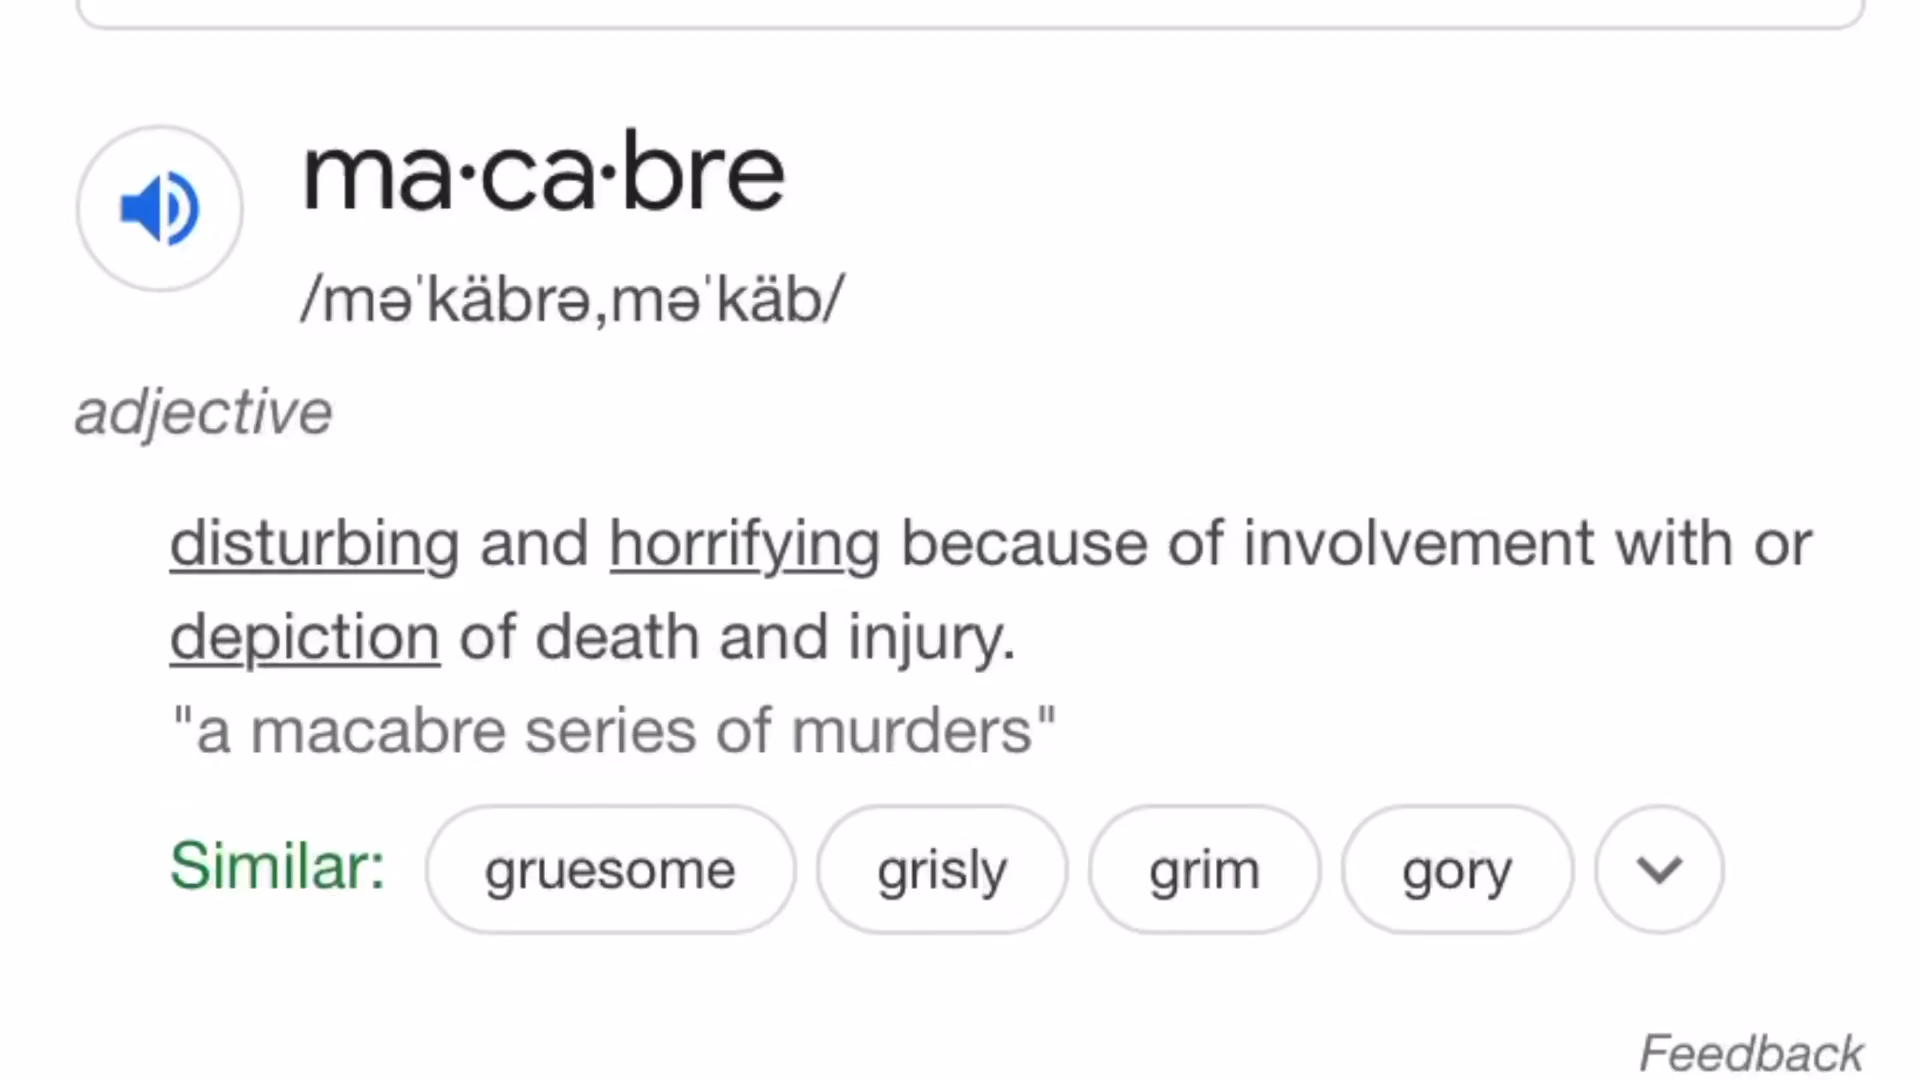 ma·ca·bre
/məˈkäbrə,məˈkäb/
adjective
disturbing and horrifying because of involvement with or
depiction of death and injury.
"a macabre series of murders"
Similar: gruesome grisly grim gory
Feedback